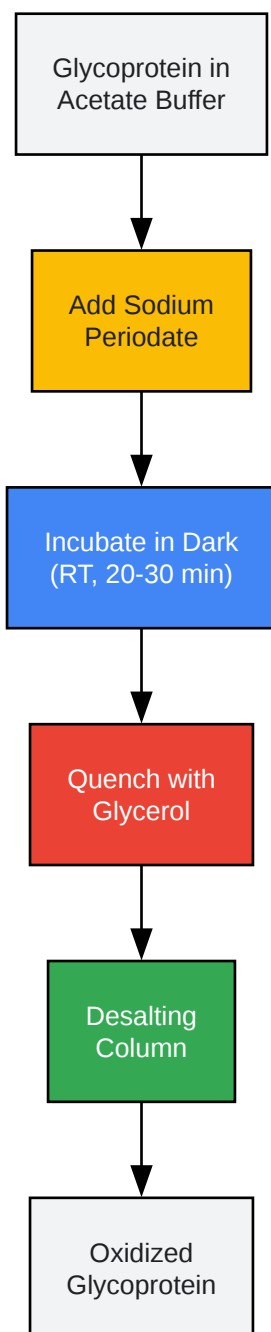 Glycoprotein in
Acetate Buffer
Add Sodium
Periodate
Incubate in Dark
(RT, 20-30 min)
Quench with
Glycerol
Desalting
Column
Oxidized
Glycoprotein